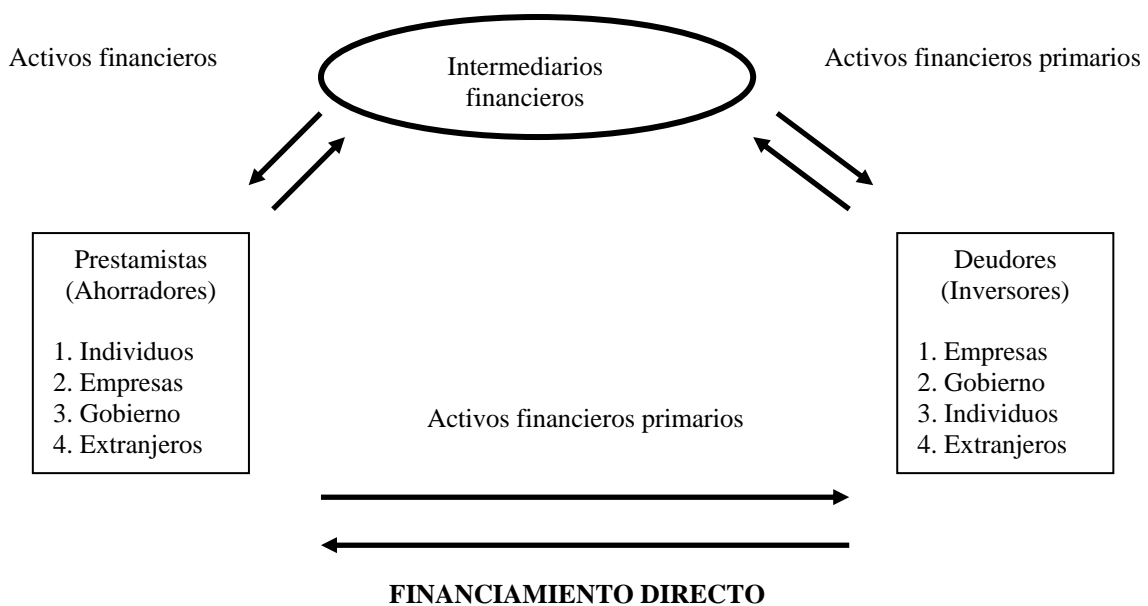 Activos financieros
Intermediarios
financieros
Activos financieros primarios
Prestamistas
(Ahorradores)
1. Individuos
2. Empresas
3. Gobierno
4. Extranjeros
Deudores
(Inversores)
1. Empresas
2. Gobierno
3. Individuos
4. Extranjeros
Activos financieros primarios
FINANCIAMIENTO DIRECTO